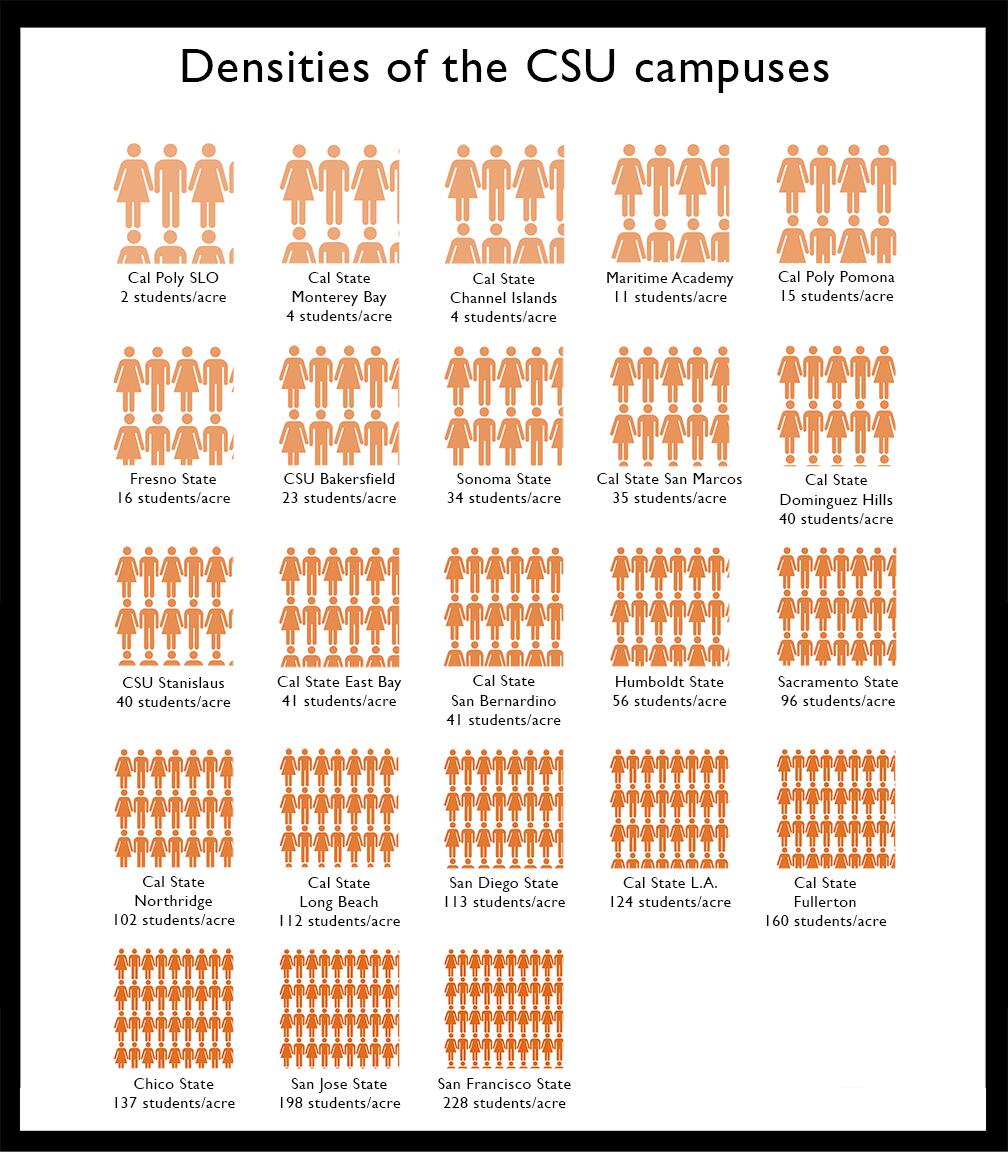 Densities of the CSU campuses
Cal Poly SLO
2 students/acre
Cal State
Monterey Bay
4 students/acre
Cal State
Channel Islands
4 students/acre
Maritime Academy
11 students/acre
Cal Poly Pomona
15 students/acre
Fresno State
16 students/acre
CSU Bakersfield
23 students/acre
Sonoma State
34 students/acre
Cal State San Marcos
35 students/acre
Cal State
Dominguez Hills
40 students/acre
CSU Stanislaus
40 students/acre
Cal State East Bay
41 students/acre
Cal State
San Bernardino
41 students/acre
Humboldt State
56 students/acre
Sacramento State
96 students/acre
Cal State
Northridge
102 students/acre
Cal State
Long Beach
112 students/acre
San Diego State
113 students/acre
Cal State L.A.
124 students/acre
Cal State
Fullerton
160 students/acre
Chico State
137 students/acre
San Jose State
198 students/acre
San Francisco State
228 students/acre